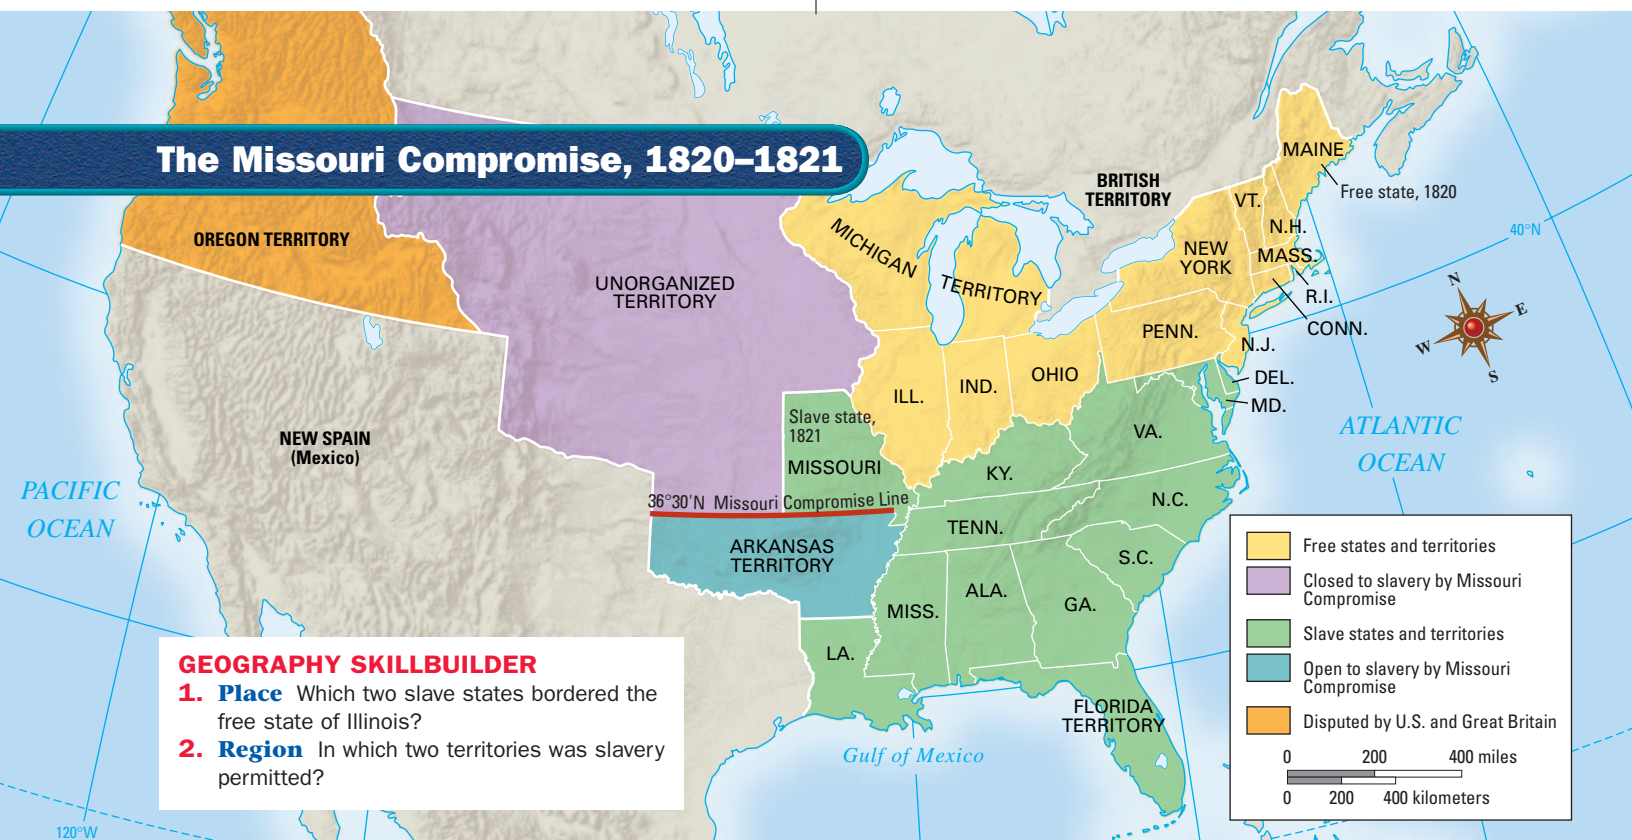 The Missouri Compromise, 1820–1821
MAINE
Free state, 1820
BRITISH
TERRITORY
VT.
N.H.
40°N
OREGON TERRITORY
MICHIGAN
TERRITORY
NEW
YORK
MASS.
R.I.
CONN.
N
E
W
S
UNORGANIZED
TERRITORY
PENN.
N.J.
OHIO
IND.
ILL.
DEL.
MD.
Slave state,
1821
MISSOURI
VA.
ATLANTIC
OCEAN
NEW SPAIN
(Mexico)
KY.
PACIFIC
OCEAN
36°30'N Missouri Compromise Line
N.C.
TENN.
ARKANSAS
TERRITORY
S.C.
MISS.
ALA.
GA.
LA.
FLORIDA
TERRITORY
Gulf of Mexico
120°W
GEOGRAPHY SKILLBUILDER
1. Place Which two slave states bordered the
free state of Illinois?
2. Region In which two territories was slavery
permitted?
Free states and territories
Closed to slavery by Missouri
Compromise
Slave states and territories
Open to slavery by Missouri
Compromise
Disputed by U.S. and Great Britain
0 200 400 miles
0 200 400 kilometers